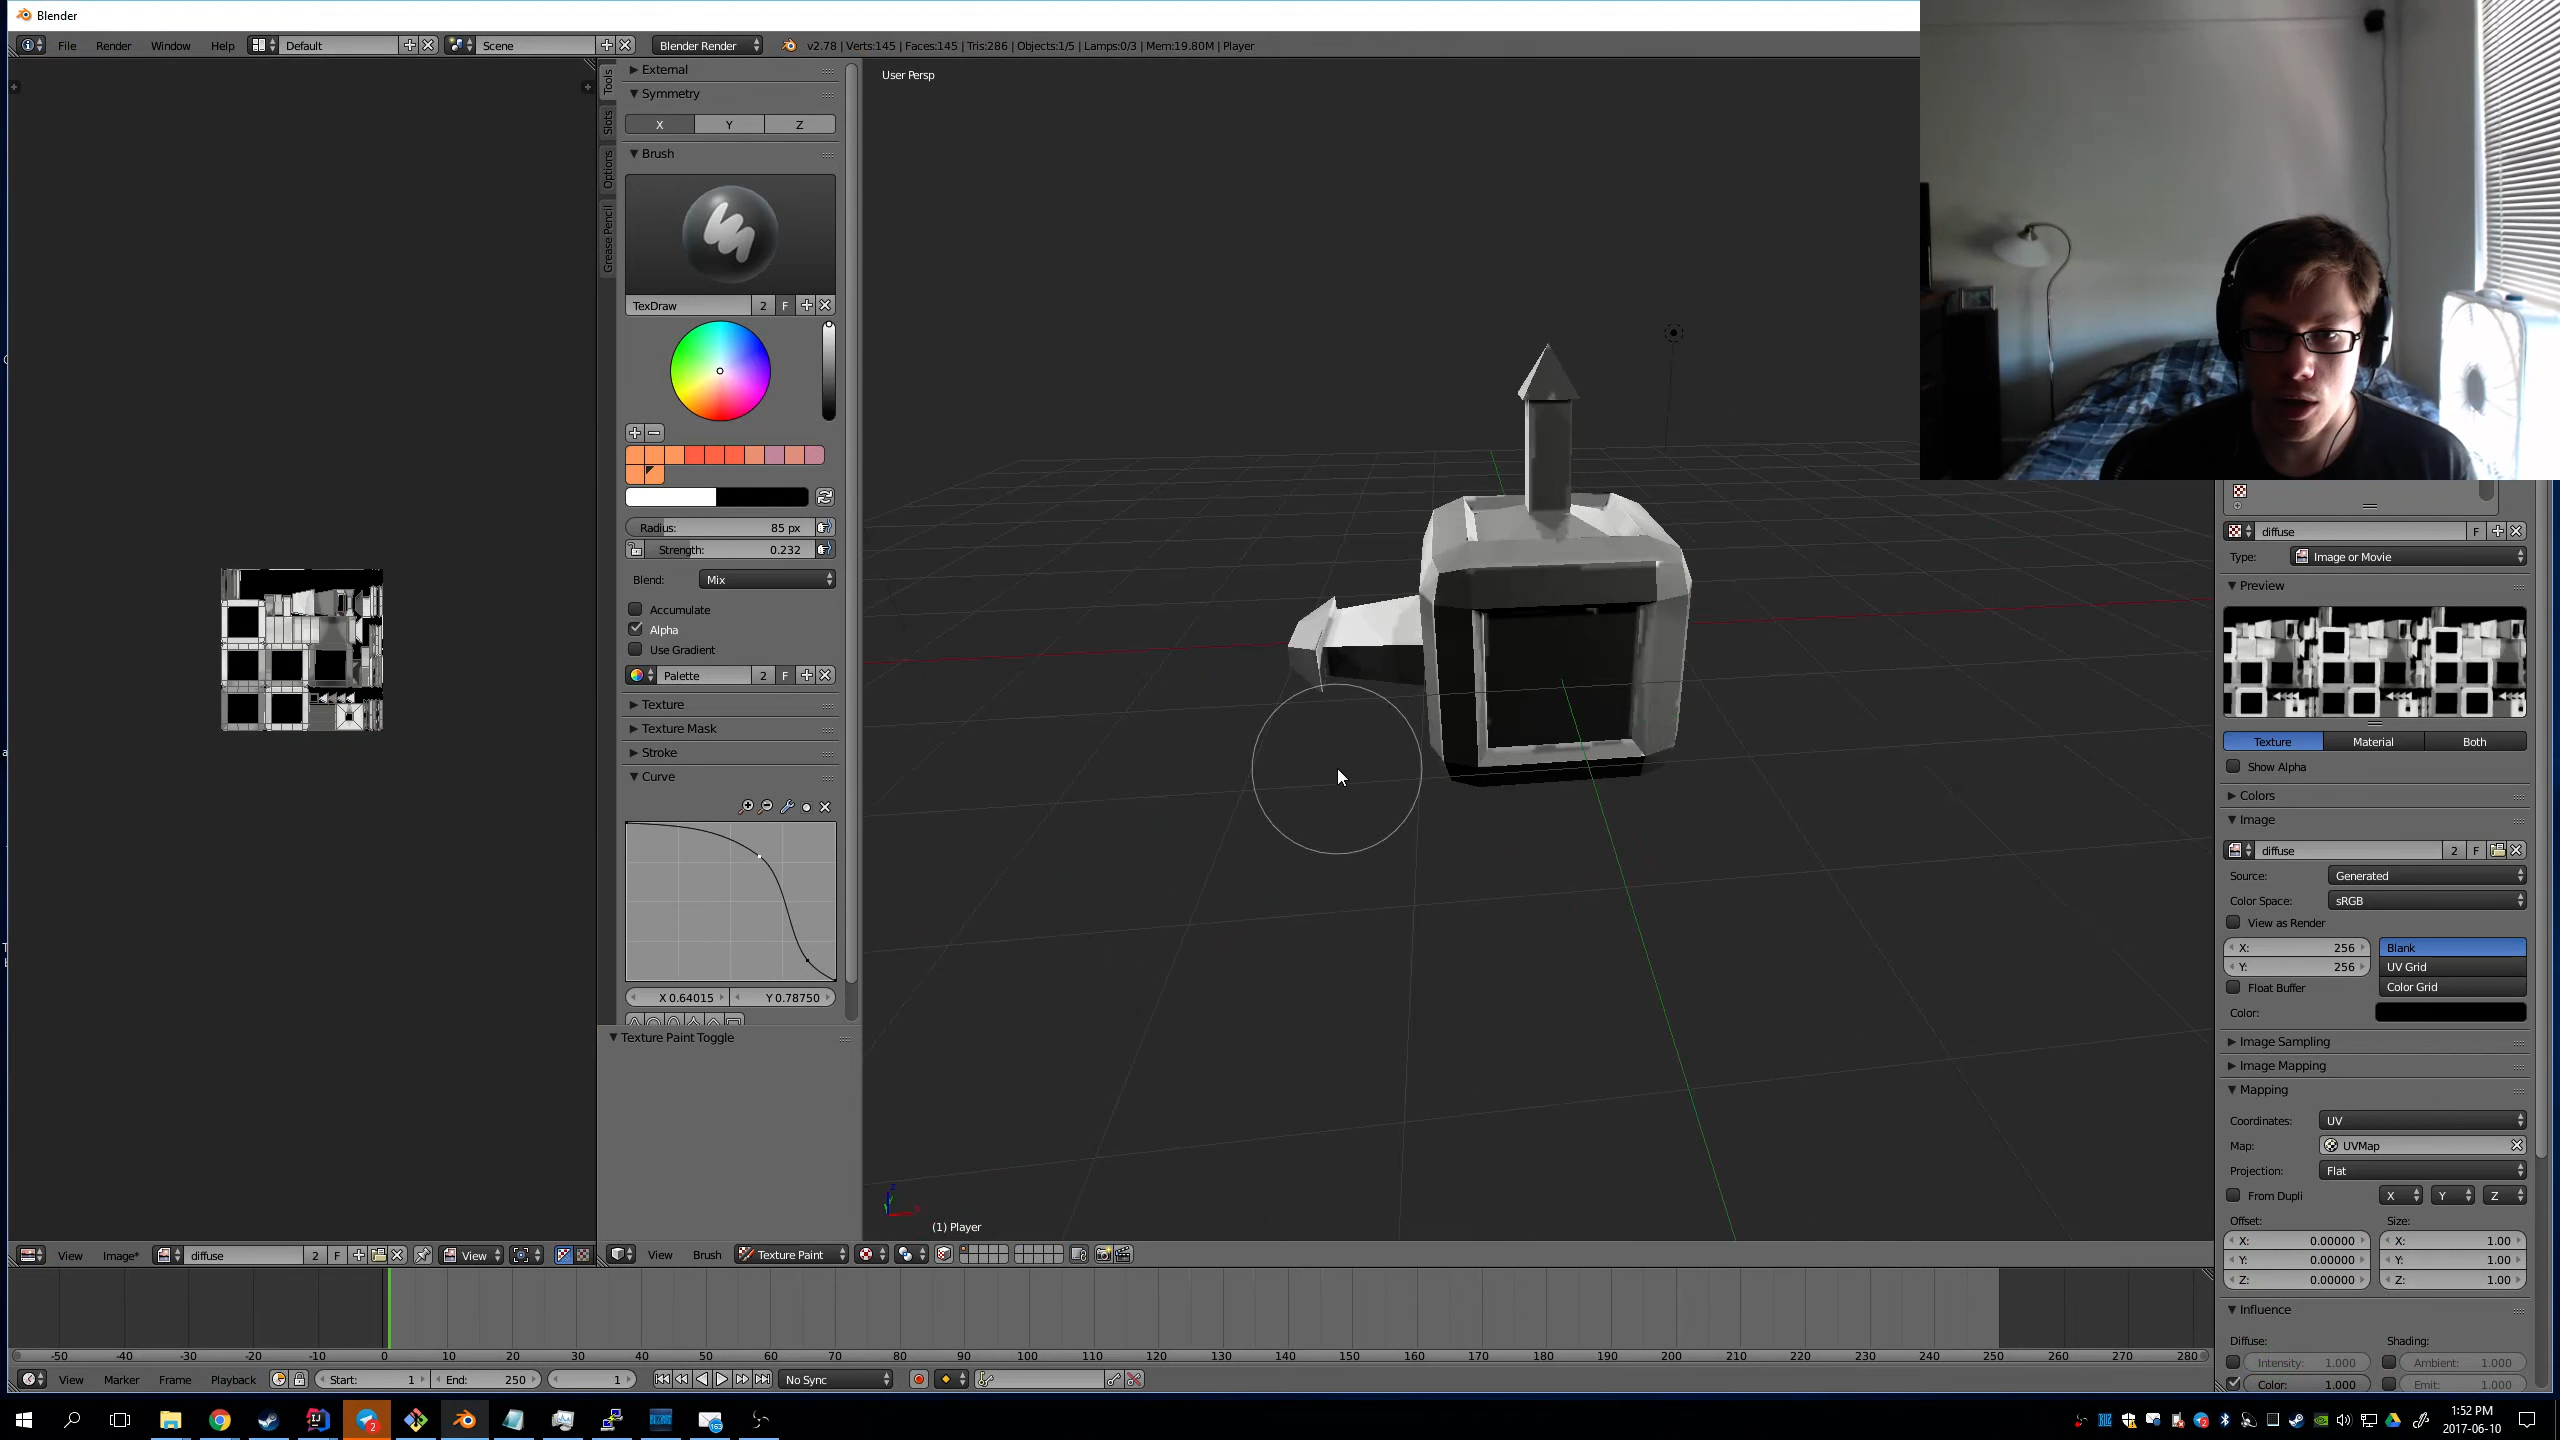 Blender
File Render Window Help Default Scene Blender Render v2.78 | Verts:145 | Faces:145 | Tris:286 | Objects:1/5 | Lamps:0/3 | Mem:19.80M | Player
User Persp
Tools
Slots
Options
Grease Pencil
External
Symmetry
X Y Z
Brush
TexDraw 2 F
Radius: 85 px
Strength: 0.232
Blend: Mix
Accumulate
Alpha
Use Gradient
Palette 2 F
Texture
Texture Mask
Stroke
Curve
X 0.64015 Y 0.78750
Texture Paint Toggle
(1) Player
diffuse F
Type: Image or Movie
Preview
Texture Material Both
Show Alpha
Colors
Image
diffuse 2 F
Source: Generated
Color Space: sRGB
View as Render
X: 256 Blank
Y: 256 UV Grid
Float Buffer Color Grid
Color:
Image Sampling
Image Mapping
Mapping
Coordinates: UV
Map: UVMap
Projection: Flat
From Dupli X Y Z
Offset: Size:
X: 0.00000 X: 1.00
Y: 0.00000 Y: 1.00
Z: 0.00000 Z: 1.00
Influence
Diffuse: Shading:
Intensity: 1.000 Ambient: 1.000
Color: 1.000 Emit: 1.000
View Image* diffuse 2 F View
View Brush Texture Paint
-50 -40 -30 -20 -10 0 10 20 30 40 50 60 70 80 90 100 110 120 130 140 150 160 170 180 190 200 210 220 230 240 250 260 270 280
View Marker Frame Playback Start: 1 End: 250 1 No Sync
1:52 PM
2017-06-10